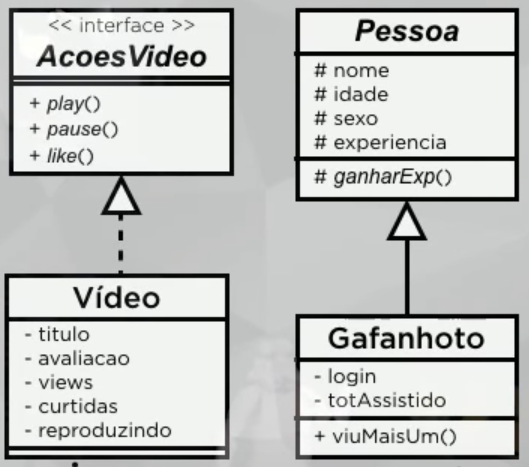 << interface >>
AcoesVideo
+ play()
+ pause()
+ like()
Vídeo
- titulo
- avaliacao
- views
- curtidas
- reproduzindo
Pessoa
# nome
# idade
# sexo
# experiencia
# ganharExp()
Gafanhoto
- login
- totAssistido
+ viuMaisUm()